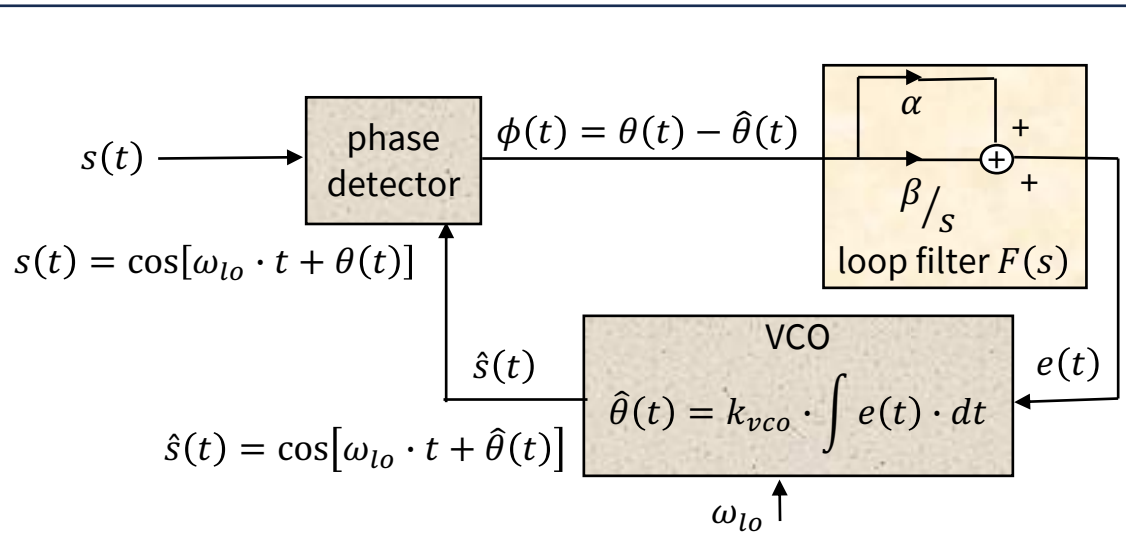 phase
detector
s(t)
ϕ(t) = θ(t) − θ̂(t)
α
+
+
+
β/s
loop filter F(s)
s(t) = cos[ω_lo · t + θ(t)]
VCO
ŝ(t)
e(t)
θ̂(t) = k_vco · ∫ e(t) · dt
ŝ(t) = cos[ω_lo · t + θ̂(t)]
ω_lo